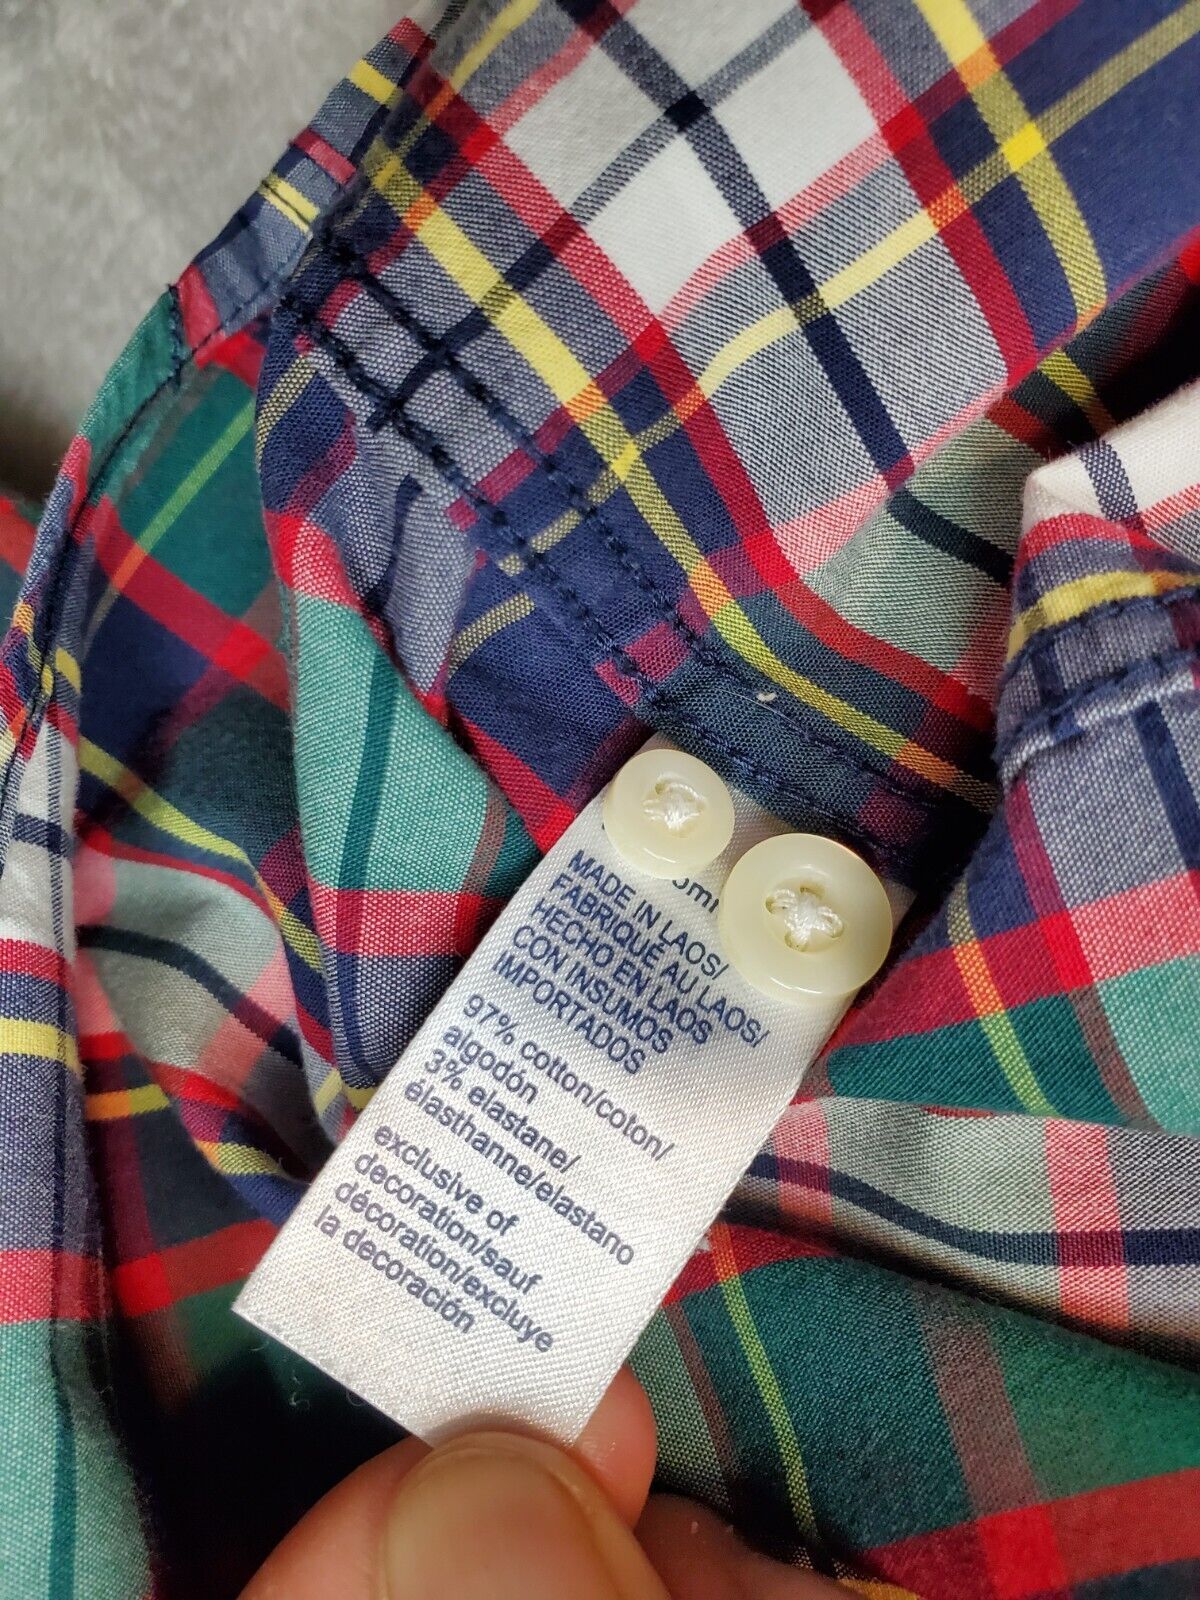 MADE IN LAOS/
FABRIQUÉ AU LAOS/
HECHO EN LAOS
CON INSUMOS
IMPORTADOS
97% cotton/coton/
algodón
3% elastane/
élasthanne/elastano
exclusive of
decoration/sauf
décoration/excluye
la decoración